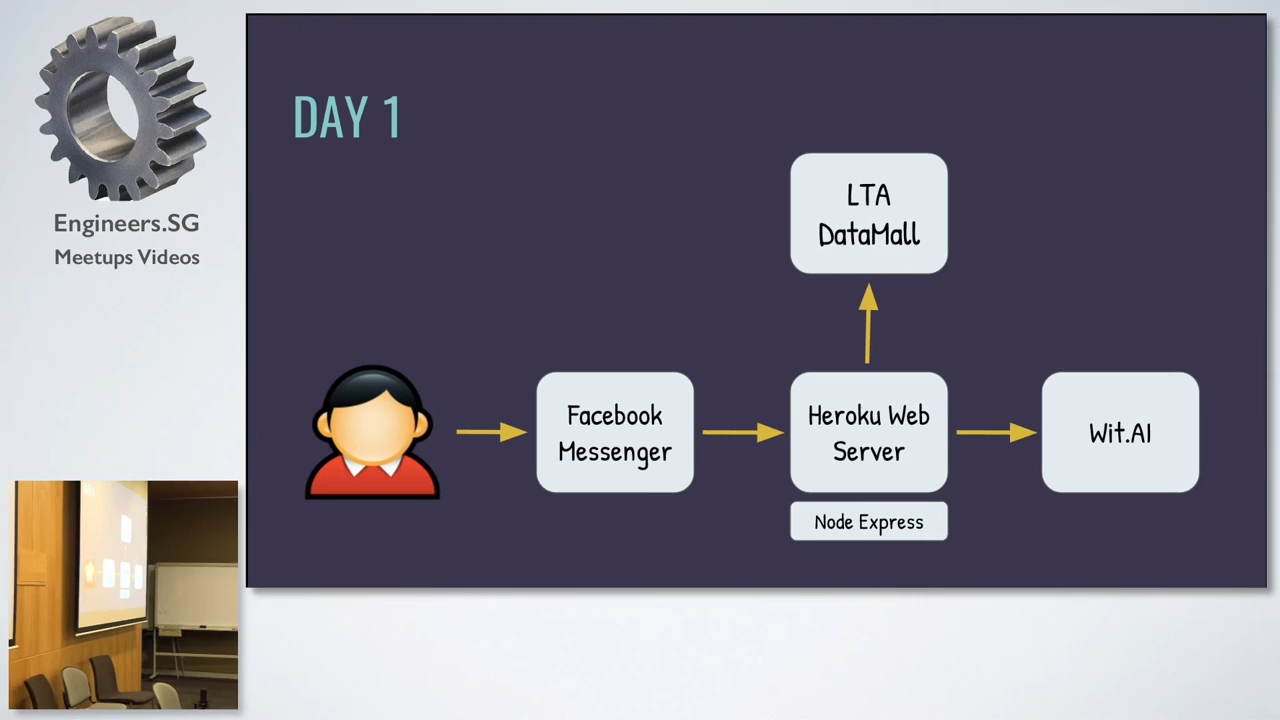 Engineers.SG
Meetups Videos
DAY 1
LTA
DataMall
Facebook
Messenger
Heroku Web
Server
Wit.AI
Node Express